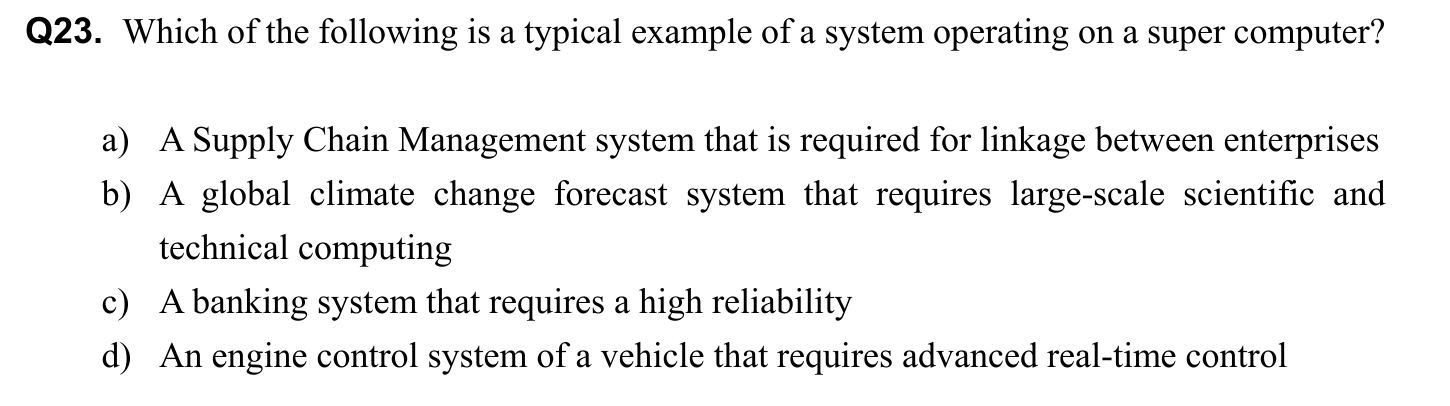 Q23. Which of the following is a typical example of a system operating on a super computer?
a) A Supply Chain Management system that is required for linkage between enterprises
b) A global climate change forecast system that requires large-scale scientific and
technical computing
c) A banking system that requires a high reliability
d) An engine control system of a vehicle that requires advanced real-time control